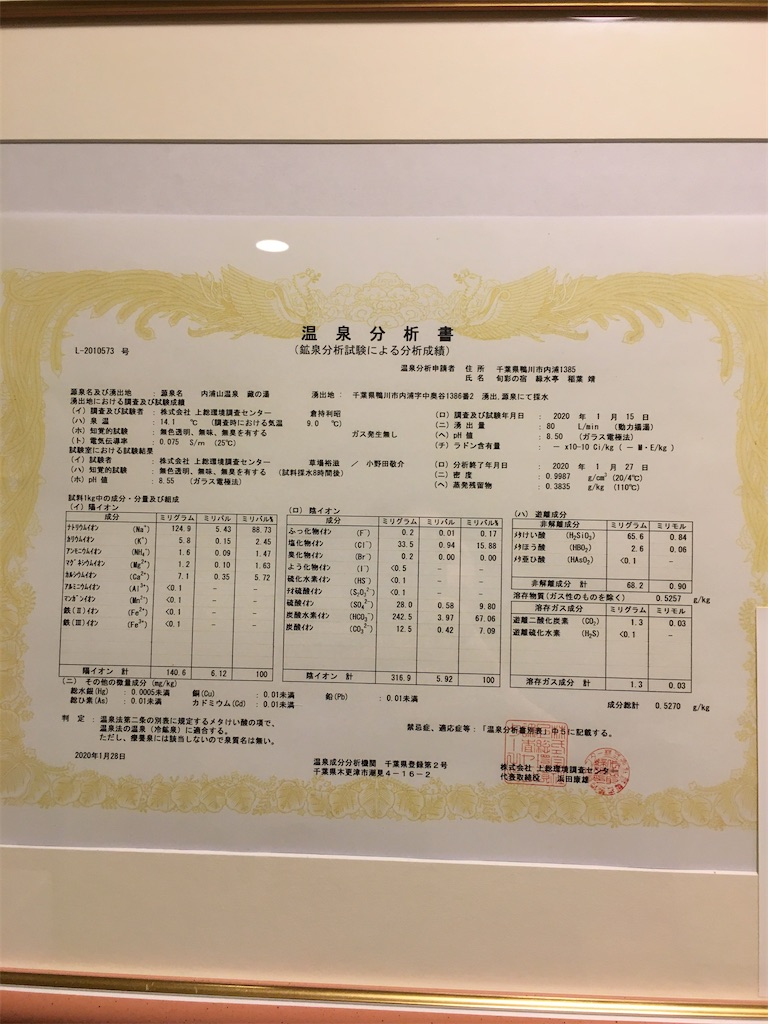 温泉分析書
L-2010573 号
(鉱泉分析試験による分析成績)
温泉分析申請者 住 所 千葉県鴨川市内浦1385
氏 名 旬彩の宿 緑水亭 稲葉 靖
源泉名及び湧出地 : 源泉名 内浦山温泉 蔵の湯 湧出地 : 千葉県鴨川市内浦字中奥谷1386番2 湧出,源泉にて採水
湧出地における調査及び試験成績
(イ) 調査及び試験者 : 株式会社 上総環境調査センター 倉持利昭 (ロ) 調査及び試験年月日 : 2020 年 1 月 15 日
(ハ) 泉 温 : 14.1 ℃ (調査時における気温 9.0 ℃) (ニ) 湧 出 量 : 80 L/min (動力揚湯)
(ホ) 知覚的試験 : 無色透明、無味、無臭を有する ガス発生無し (ヘ) pH 値 : 8.50 (ガラス電極法)
(ト) 電気伝導率 : 0.075 S/m (25℃) (チ) ラドン含有量 : — x10-10 Ci/kg ( — M・E/kg )
試験室における試験結果
(イ) 試験者 : 株式会社 上総環境調査センター 草場裕滋 / 小野田敬介 (ロ) 分析終了年月日 : 2020 年 1 月 27 日
(ハ) 知覚的試験 : 無色透明、無味、無臭を有する (試料採水8時間後) (ニ) 密 度 : 0.9987 g/cm³ (20/4℃)
(ホ) pH 値 : 8.55 (ガラス電極法) (ヘ) 蒸発残留物 : 0.3835 g/kg (110℃)
試料1kg中の成分・分量及び組成
(イ) 陽イオン
成分 ミリグラム ミリバル ミリバル%
ナトリウムイオン (Na⁺) 124.9 5.43 88.73
カリウムイオン (K⁺) 5.8 0.15 2.45
アンモニウムイオン (NH₄⁺) 1.6 0.09 1.47
マグネシウムイオン (Mg²⁺) 1.2 0.10 1.63
カルシウムイオン (Ca²⁺) 7.1 0.35 5.72
アルミニウムイオン (Al³⁺) <0.1 — —
マンガンイオン (Mn²⁺) <0.1 — —
鉄(Ⅱ)イオン (Fe²⁺) <0.1 — —
鉄(Ⅲ)イオン (Fe³⁺) <0.1 — —
陽イオン 計 140.6 6.12 100
(ロ) 陰イオン
成分 ミリグラム ミリバル ミリバル%
ふっ化物イオン (F⁻) 0.2 0.01 0.17
塩化物イオン (Cl⁻) 33.5 0.94 15.88
臭化物イオン (Br⁻) 0.2 0.00 0.00
よう化物イオン (I⁻) <0.5 — —
硫化水素イオン (HS⁻) <0.1 — —
チオ硫酸イオン (S₂O₃²⁻) <0.1 — —
硫酸イオン (SO₄²⁻) 28.0 0.58 9.80
炭酸水素イオン (HCO₃⁻) 242.5 3.97 67.06
炭酸イオン (CO₃²⁻) 12.5 0.42 7.09
陰イオン 計 316.9 5.92 100
(ハ) 遊離成分
非解離成分 ミリグラム ミリモル
メタけい酸 (H₂SiO₃) 65.6 0.84
メタほう酸 (HBO₂) 2.6 0.06
メタ亜ひ酸 (HAsO₂) <0.1 —
非解離成分 計 68.2 0.90
溶存物質(ガス性のものを除く) 0.5257 g/kg
溶存ガス成分 ミリグラム ミリモル
遊離二酸化炭素 (CO₂) 1.3 0.03
遊離硫化水素 (H₂S) <0.1 —
溶存ガス成分 計 1.3 0.03
成分総計 0.5270 g/kg
(ニ) その他の微量成分 (mg/kg)
総水銀(Hg) : 0.0005未満 銅(Cu) : 0.01未満 鉛(Pb) : 0.01未満
総ひ素(As) : 0.01未満 カドミウム(Cd) : 0.01未満
判 定 : 温泉法第二条の別表に規定するメタけい酸の項で、
温泉法の温泉(冷鉱泉)に適合する。
ただし、療養泉には該当しないので泉質名は無い。
禁忌症、適応症等 : 「温泉分析書別表」中5に記載する。
2020年1月28日
温泉成分分析機関 千葉県登録第2号
千葉県木更津市潮見4-16-2
株式会社 上総環境調査センター
代表取締役 浜田康雄